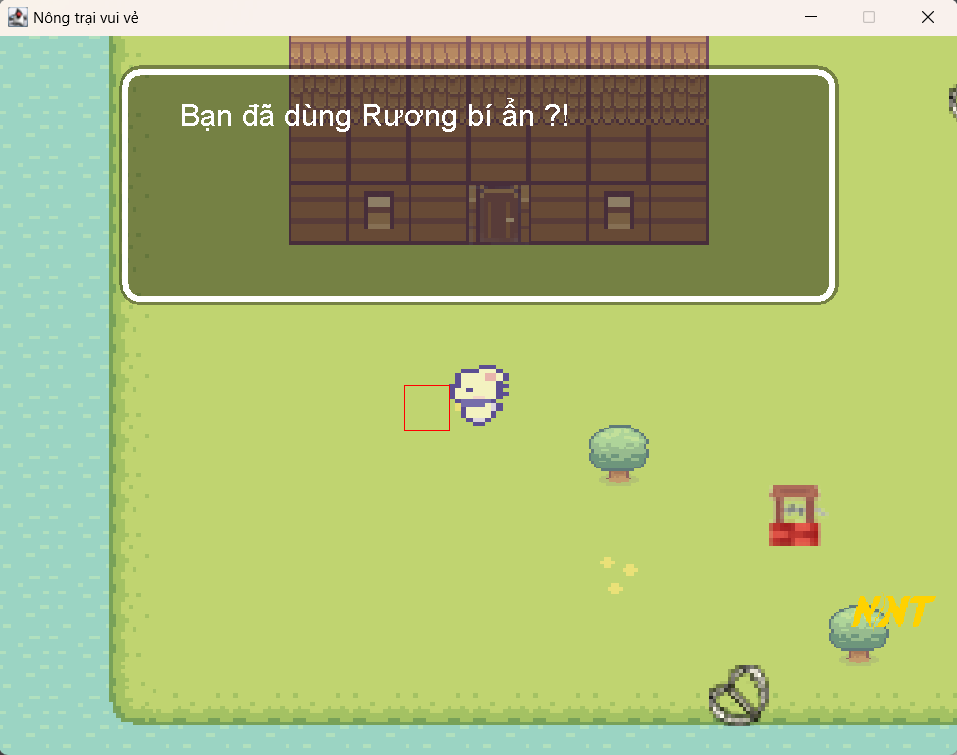 Nông trại vui vẻ
Bạn đã dùng Rương bí ẩn ?!
NNT